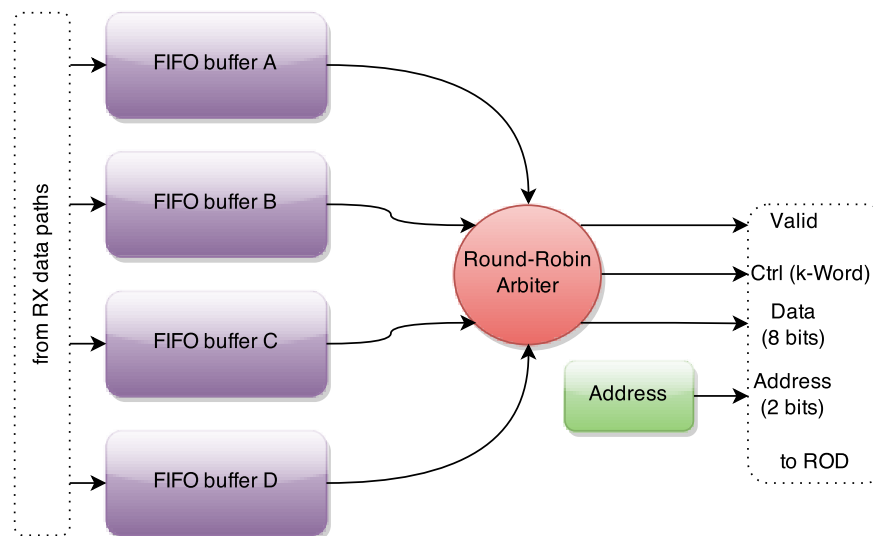 from RX data paths
FIFO buffer A
FIFO buffer B
FIFO buffer C
FIFO buffer D
Round-Robin
Arbiter
Address
Valid
Ctrl (k-Word)
Data
(8 bits)
Address
(2 bits)
to ROD